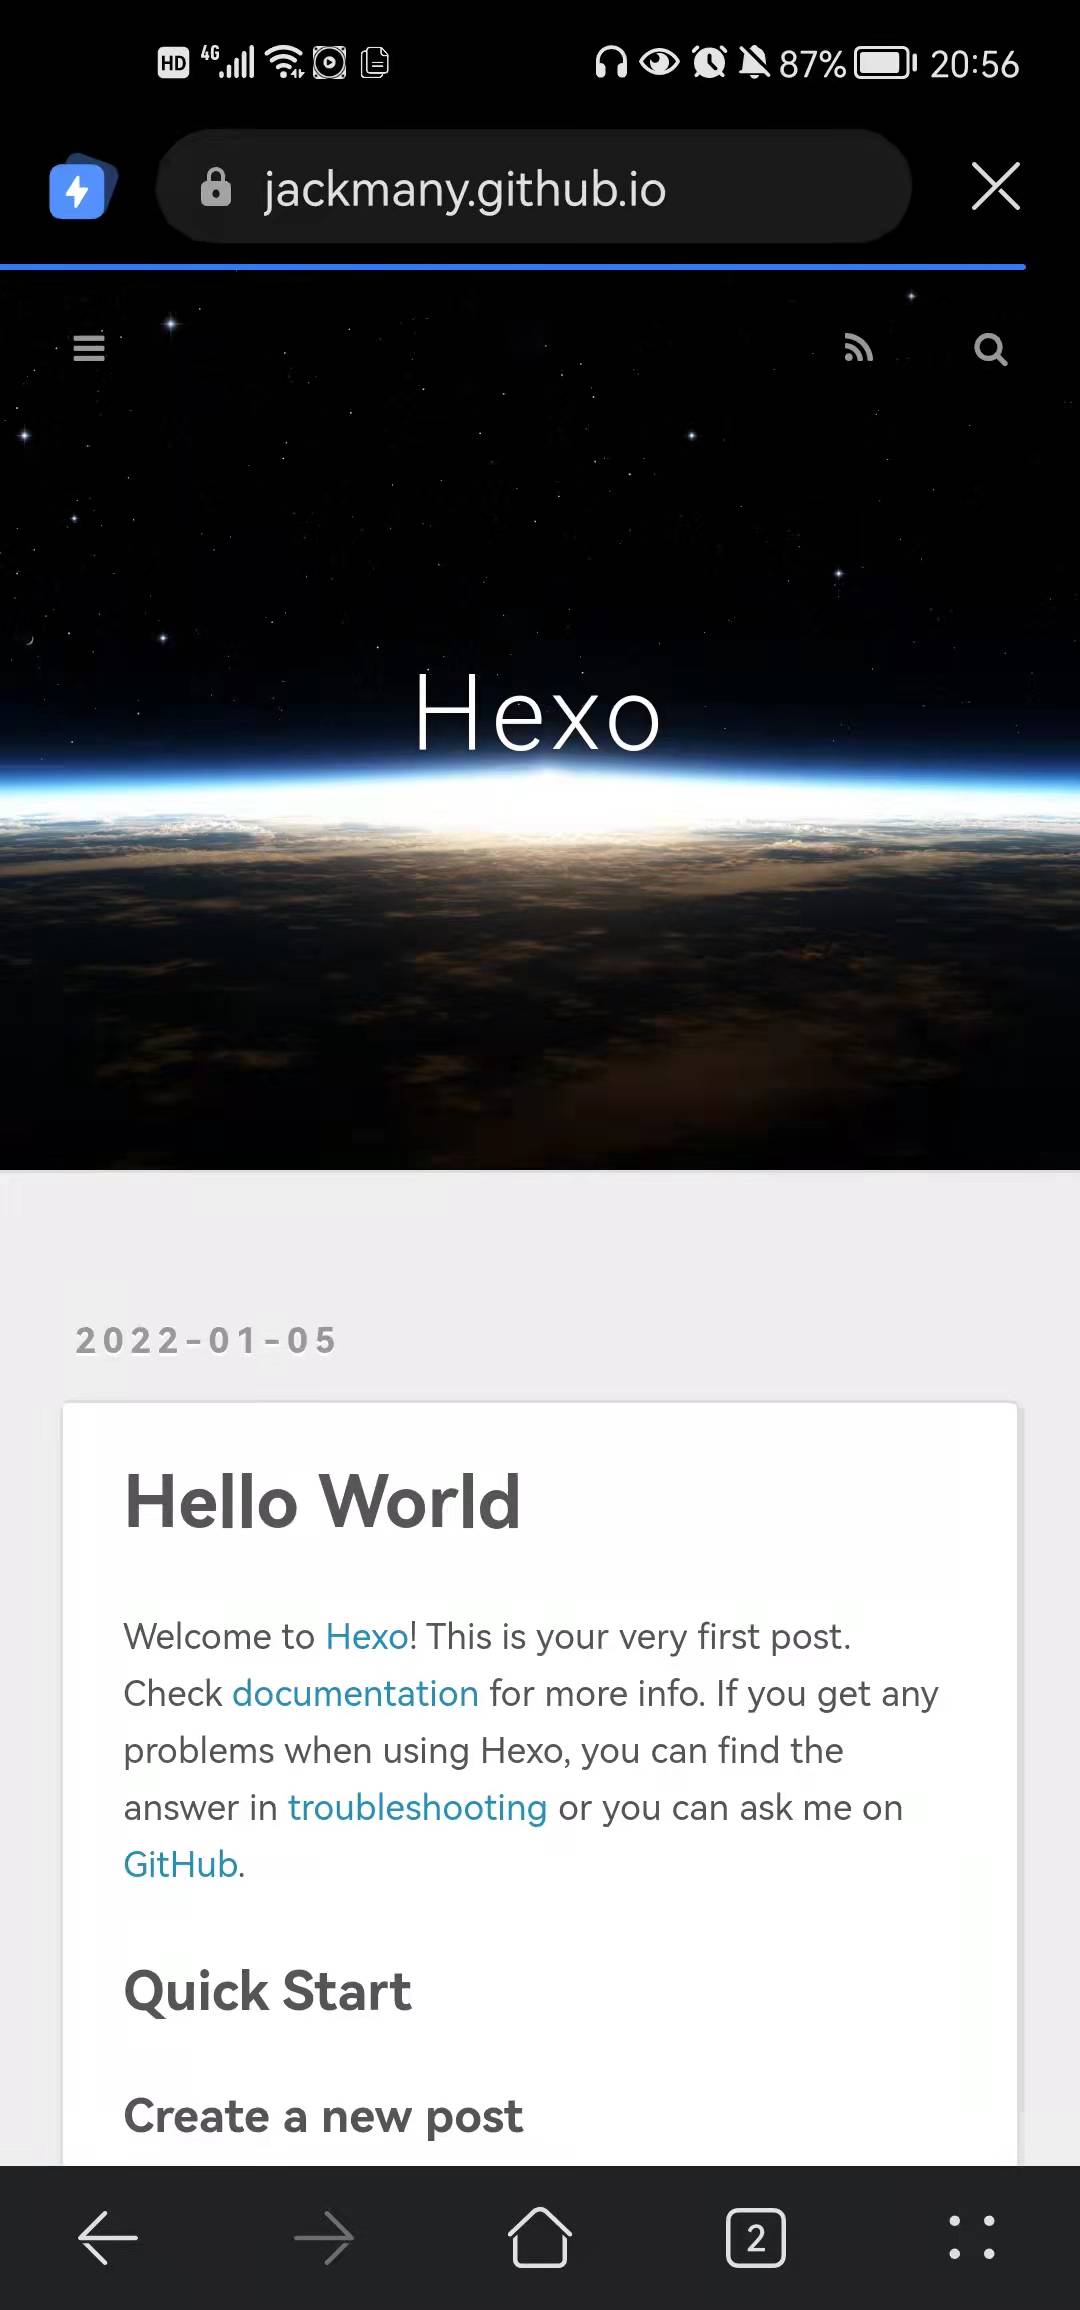 HD 4G 87% 20:56
jackmany.github.io
Hexo
2022-01-05
Hello World
Welcome to Hexo! This is your very first post.
Check documentation for more info. If you get any
problems when using Hexo, you can find the
answer in troubleshooting or you can ask me on
GitHub.
Quick Start
Create a new post
2